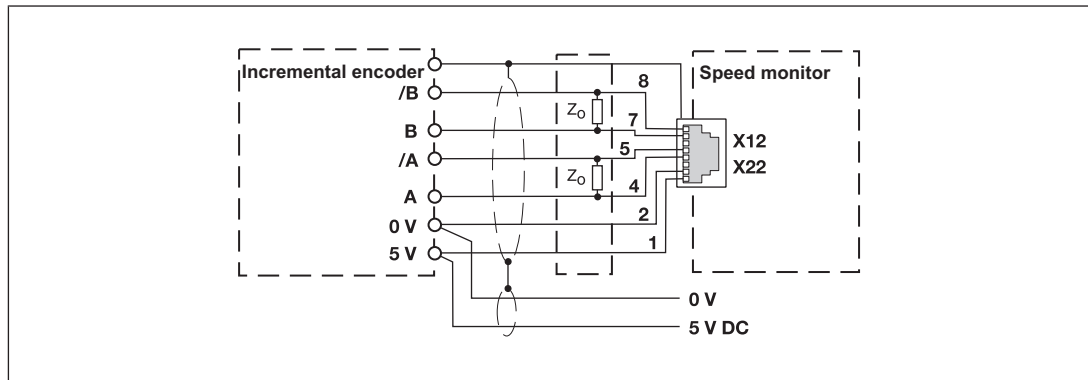 Incremental encoder
Speed monitor
/B
8
Z₀
B
7
X12
/A
5
X22
Z₀
A
4
0 V
2
5 V
1
0 V
5 V DC